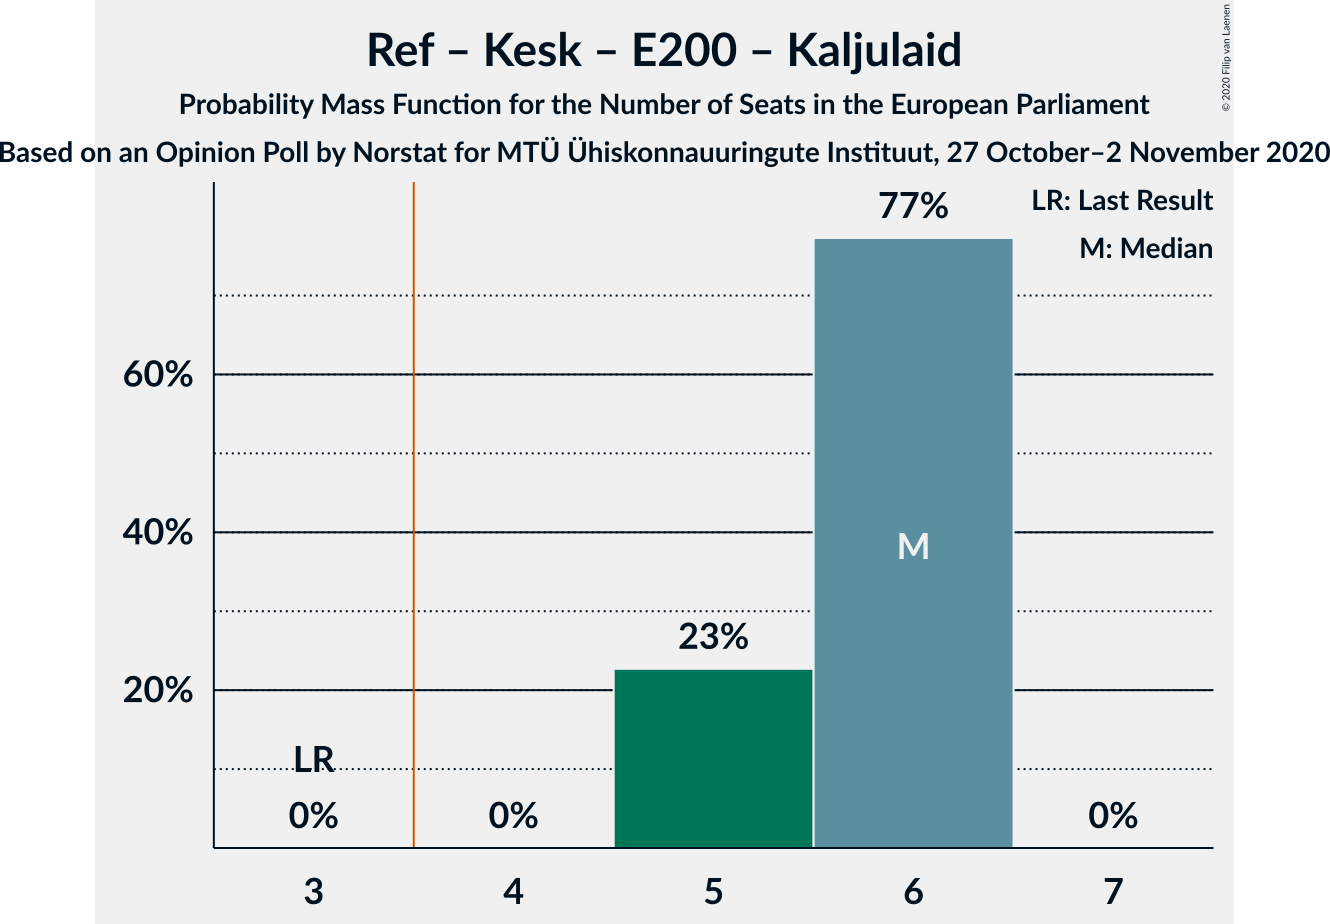 Ref – Kesk – E200 – Kaljulaid
Probability Mass Function for the Number of Seats in the European Parliament
Based on an Opinion Poll by Norstat for MTÜ Ühiskonnauuringute Instituut, 27 October–2 November 2020
© 2020 Filip van Laenen
LR: Last Result
M: Median
77%
60%
40%
M
23%
20%
LR
0%
0%
0%
3
4
5
6
7